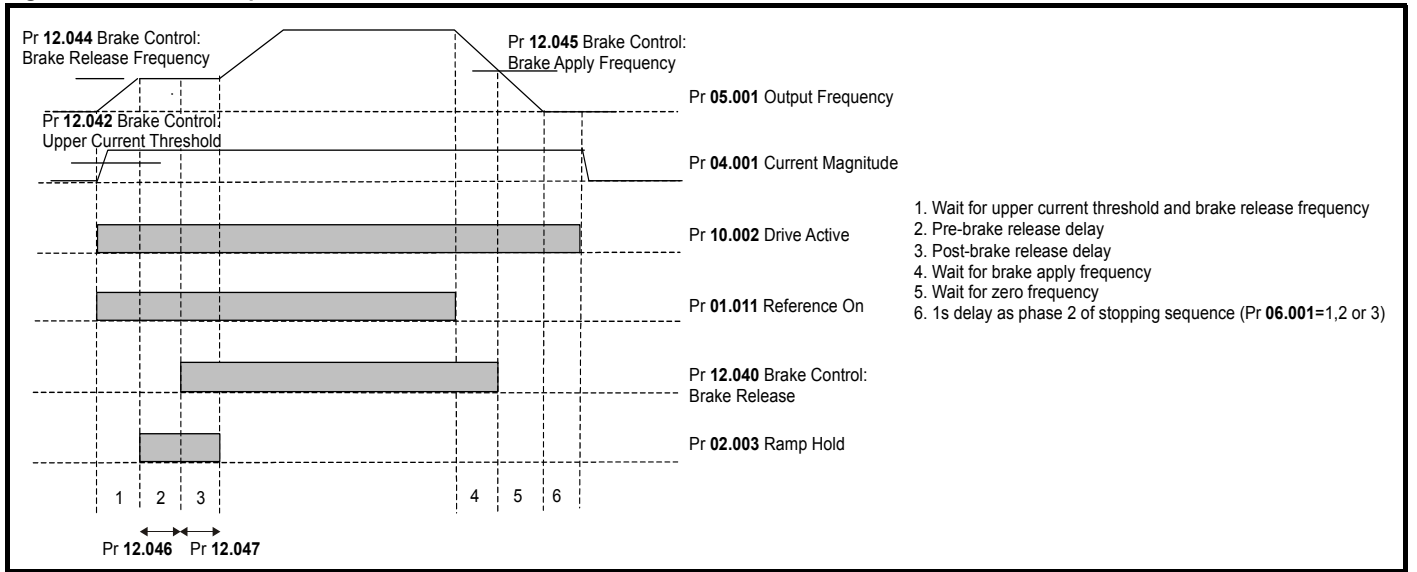 Pr 12.044 Brake Control:
Brake Release Frequency
Pr 12.045 Brake Control:
Brake Apply Frequency
Pr 05.001 Output Frequency
Pr 12.042 Brake Control:
Upper Current Threshold
Pr 04.001 Current Magnitude
1. Wait for upper current threshold and brake release frequency
2. Pre-brake release delay
3. Post-brake release delay
4. Wait for brake apply frequency
5. Wait for zero frequency
6. 1s delay as phase 2 of stopping sequence (Pr 06.001=1,2 or 3)
Pr 10.002 Drive Active
Pr 01.011 Reference On
Pr 12.040 Brake Control:
Brake Release
Pr 02.003 Ramp Hold
1 2 3 4 5 6
Pr 12.046 Pr 12.047